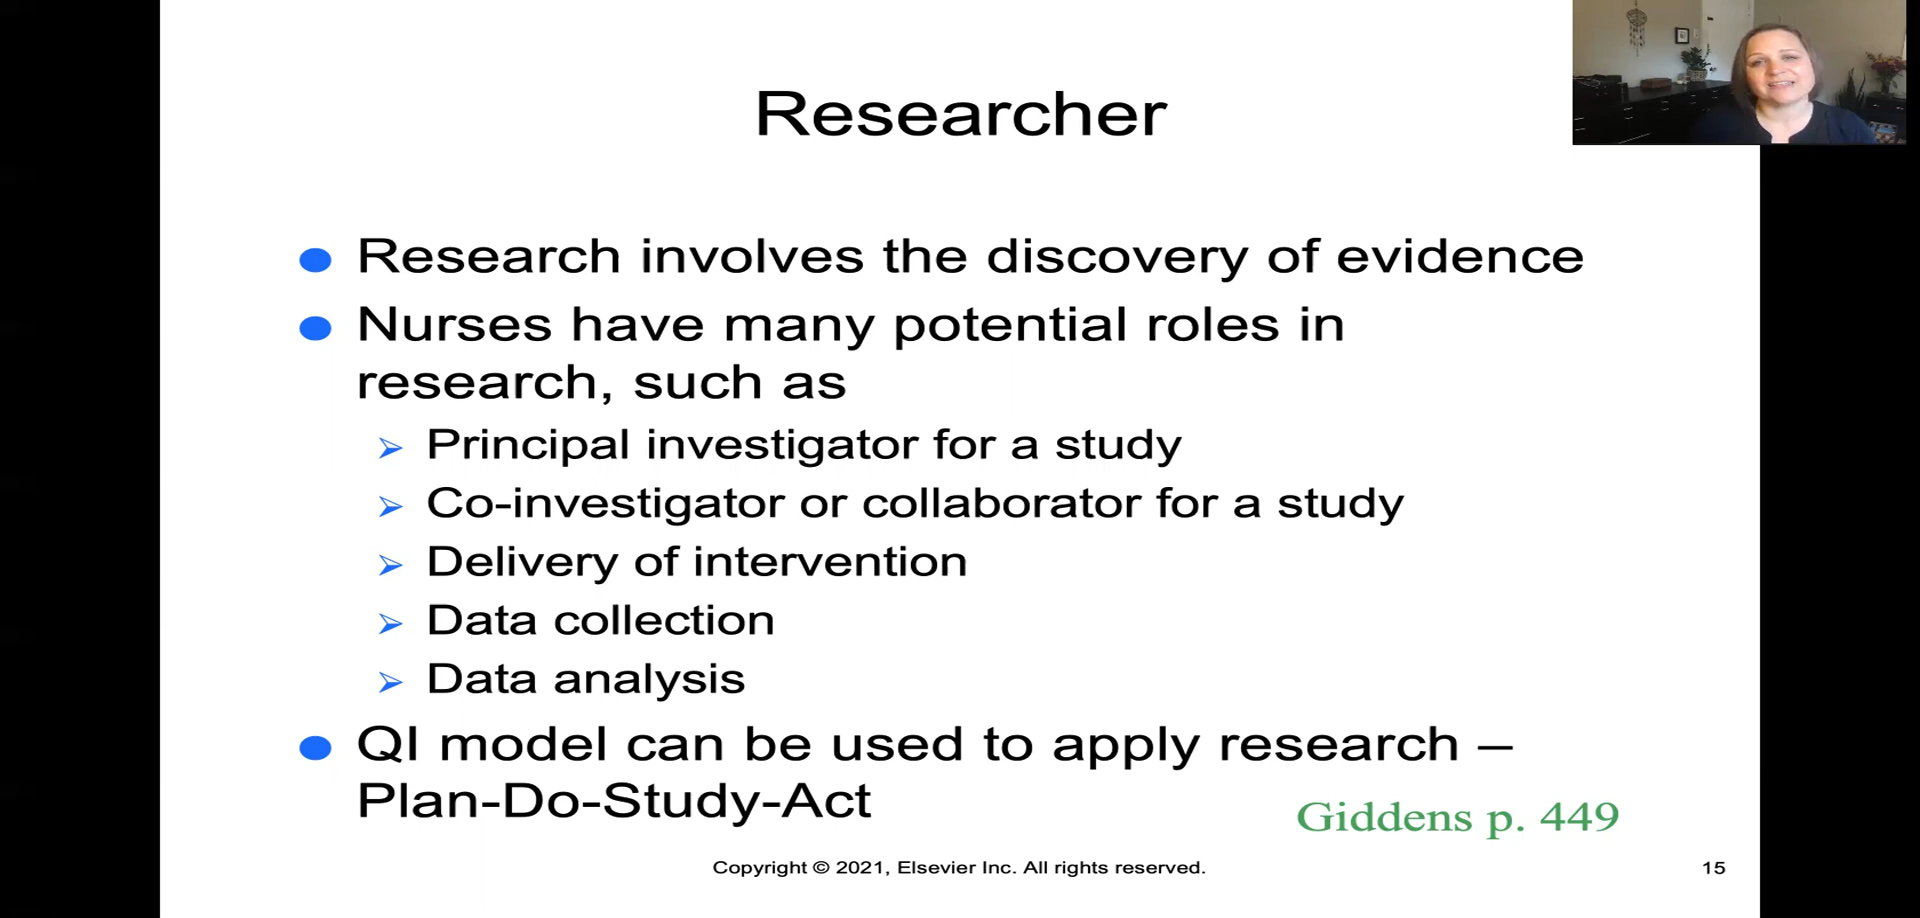 Researcher
Research involves the discovery of evidence
Nurses have many potential roles in
research, such as
Principal investigator for a study
Co-investigator or collaborator for a study
Delivery of intervention
Data collection
Data analysis
QI model can be used to apply research –
Plan-Do-Study-Act
Giddens p. 449
Copyright © 2021, Elsevier Inc. All rights reserved.
15